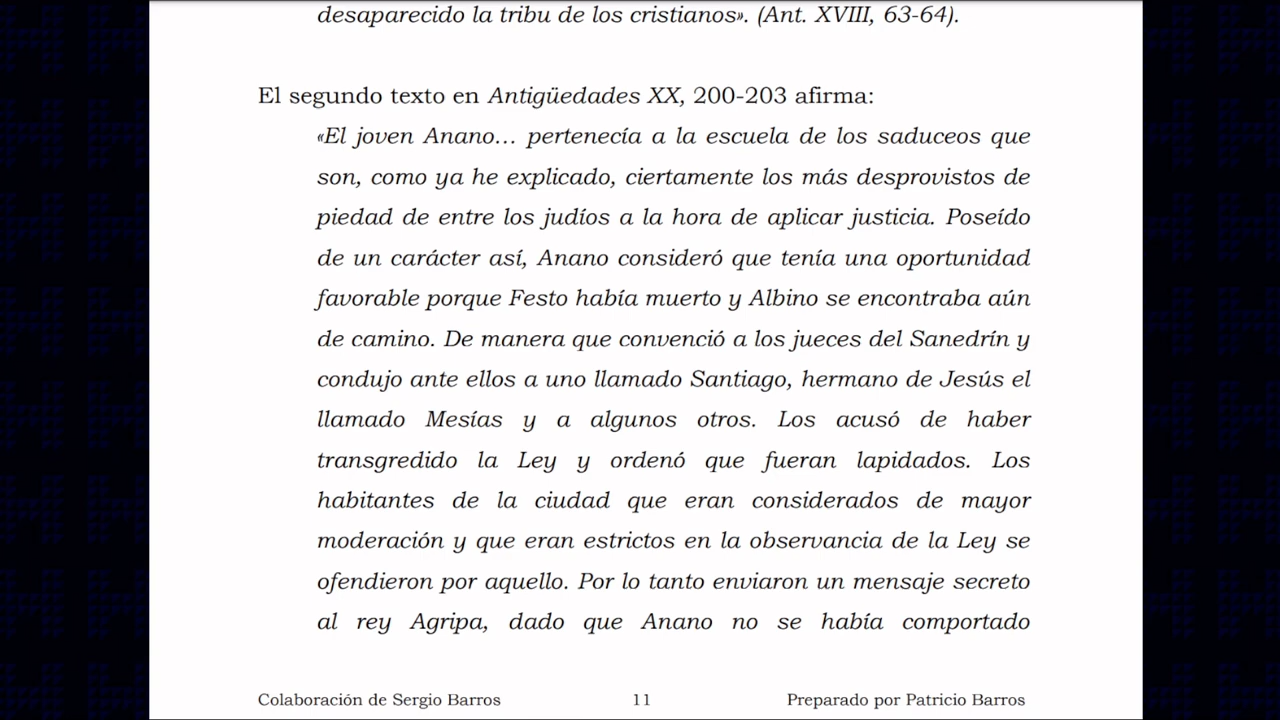 desaparecido la tribu de los cristianos». (Ant. XVIII, 63-64).
El segundo texto en Antigüedades XX, 200-203 afirma:
«El joven Anano... pertenecía a la escuela de los saduceos que
son, como ya he explicado, ciertamente los más desprovistos de
piedad de entre los judíos a la hora de aplicar justicia. Poseído
de un carácter así, Anano consideró que tenía una oportunidad
favorable porque Festo había muerto y Albino se encontraba aún
de camino. De manera que convenció a los jueces del Sanedrín y
condujo ante ellos a uno llamado Santiago, hermano de Jesús el
llamado Mesías y a algunos otros. Los acusó de haber
transgredido la Ley y ordenó que fueran lapidados. Los
habitantes de la ciudad que eran considerados de mayor
moderación y que eran estrictos en la observancia de la Ley se
ofendieron por aquello. Por lo tanto enviaron un mensaje secreto
al rey Agripa, dado que Anano no se había comportado
Colaboración de Sergio Barros 11 Preparado por Patricio Barros